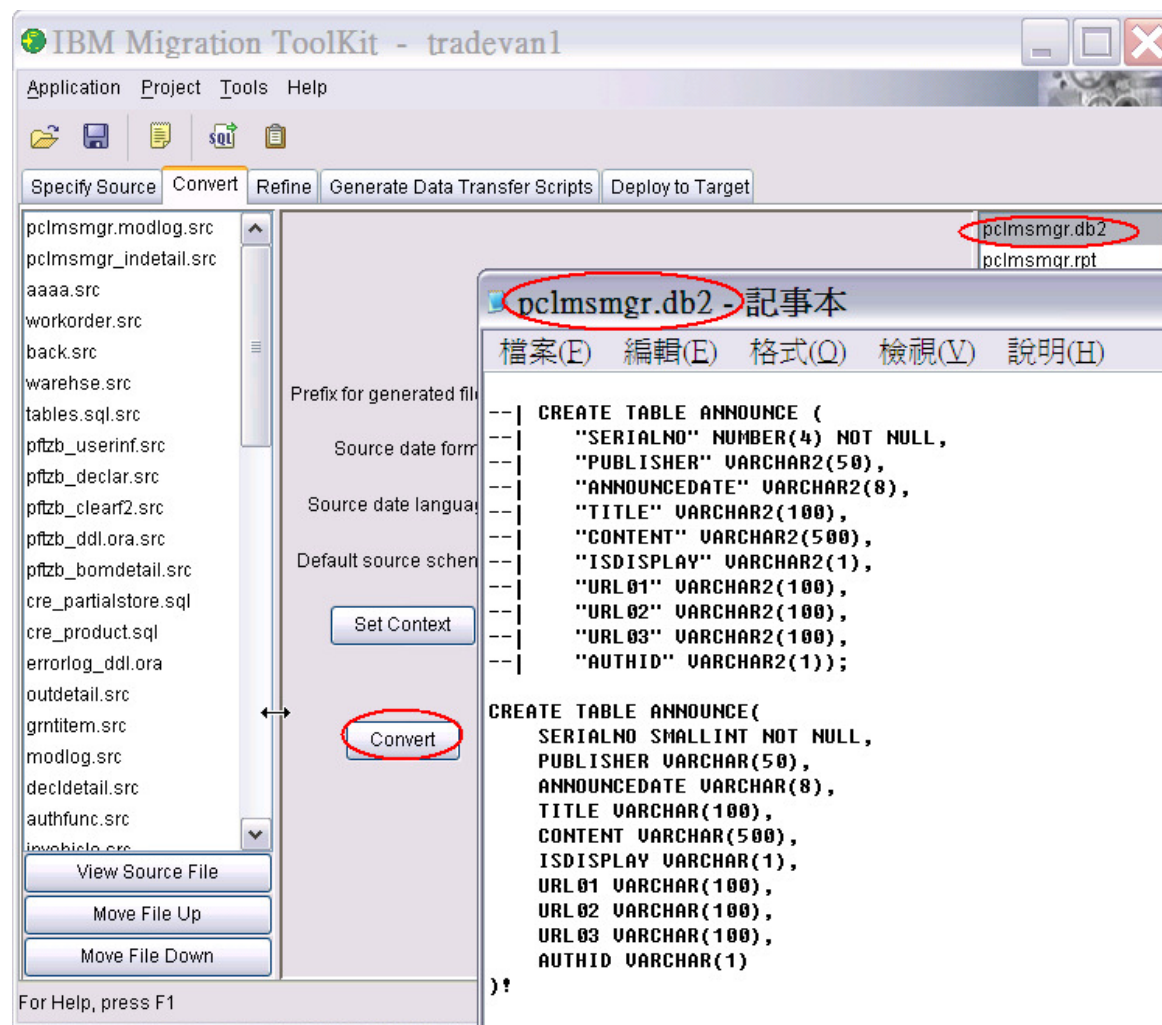 IBM Migration ToolKit - tradevan1
Application Project Tools Help
SQL
Specify Source Convert Refine Generate Data Transfer Scripts Deploy to Target
pclmsmgr.modlog.src
pclmsmgr_indetail.src
aaaa.src
workorder.src
back.src
warehse.src
tables.sql.src
pftzb_userinf.src
pftzb_declar.src
pftzb_clearf2.src
pftzb_ddl.ora.src
pftzb_bomdetail.src
cre_partialstore.sql
cre_product.sql
errorlog_ddl.ora
outdetail.src
grntitem.src
modlog.src
decldetail.src
authfunc.src
View Source File
Move File Up
Move File Down
For Help, press F1
Prefix for generated
Source date
Source date
Default source
Set Context
Convert
pclmsmgr.db2
pclmsmgr.rpt
pclmsmgr.db2 - 記事本
檔案(F) 編輯(E) 格式(O) 檢視(V) 說明(H)
--| CREATE TABLE ANNOUNCE (
--| "SERIALNO" NUMBER(4) NOT NULL,
--| "PUBLISHER" VARCHAR2(50),
--| "ANNOUNCEDATE" VARCHAR2(8),
--| "TITLE" VARCHAR2(100),
--| "CONTENT" VARCHAR2(500),
--| "ISDISPLAY" VARCHAR2(1),
--| "URL01" VARCHAR2(100),
--| "URL02" VARCHAR2(100),
--| "URL03" VARCHAR2(100),
--| "AUTHID" VARCHAR2(1));
CREATE TABLE ANNOUNCE(
SERIALNO SMALLINT NOT NULL,
PUBLISHER VARCHAR(50),
ANNOUNCEDATE VARCHAR(8),
TITLE VARCHAR(100),
CONTENT VARCHAR(500),
ISDISPLAY VARCHAR(1),
URL01 VARCHAR(100),
URL02 VARCHAR(100),
URL03 VARCHAR(100),
AUTHID VARCHAR(1)
)!